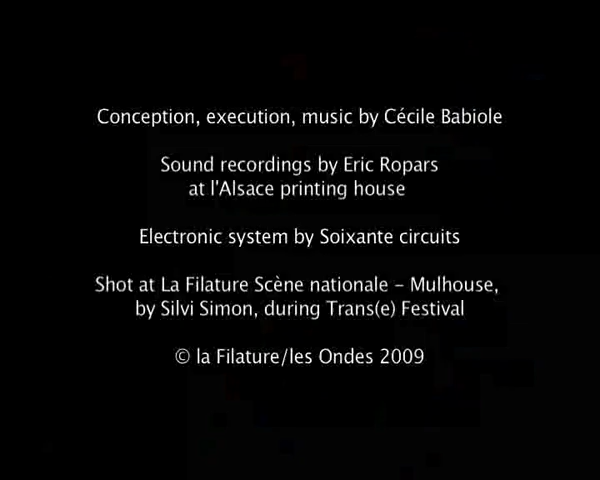 Conception, execution, music by Cécile Babiole
Sound recordings by Eric Ropars
at l'Alsace printing house
Electronic system by Soixante circuits
Shot at La Filature Scène nationale – Mulhouse,
by Silvi Simon, during Trans(e) Festival
© la Filature/les Ondes 2009